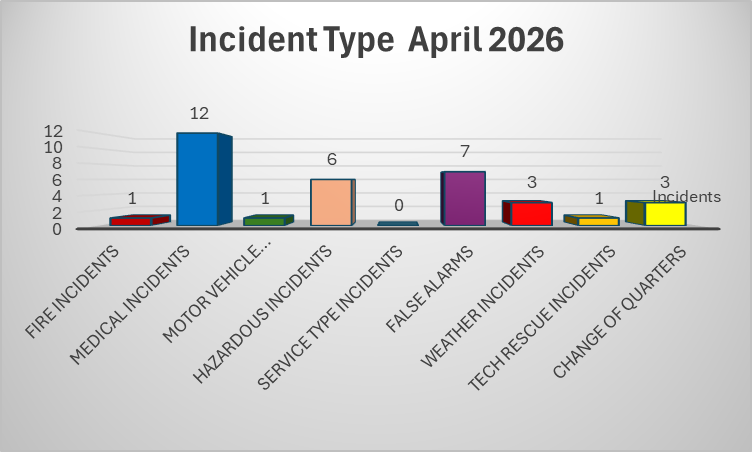 Incident Type  April 2026
12
12
10
8
6
4
2
0
1
1
6
0
7
3
1
3
Incidents
FIRE INCIDENTS
MEDICAL INCIDENTS
MOTOR VEHICLE...
HAZARDOUS INCIDENTS
SERVICE TYPE INCIDENTS
FALSE ALARMS
WEATHER INCIDENTS
TECH RESCUE INCIDENTS
CHANGE OF QUARTERS